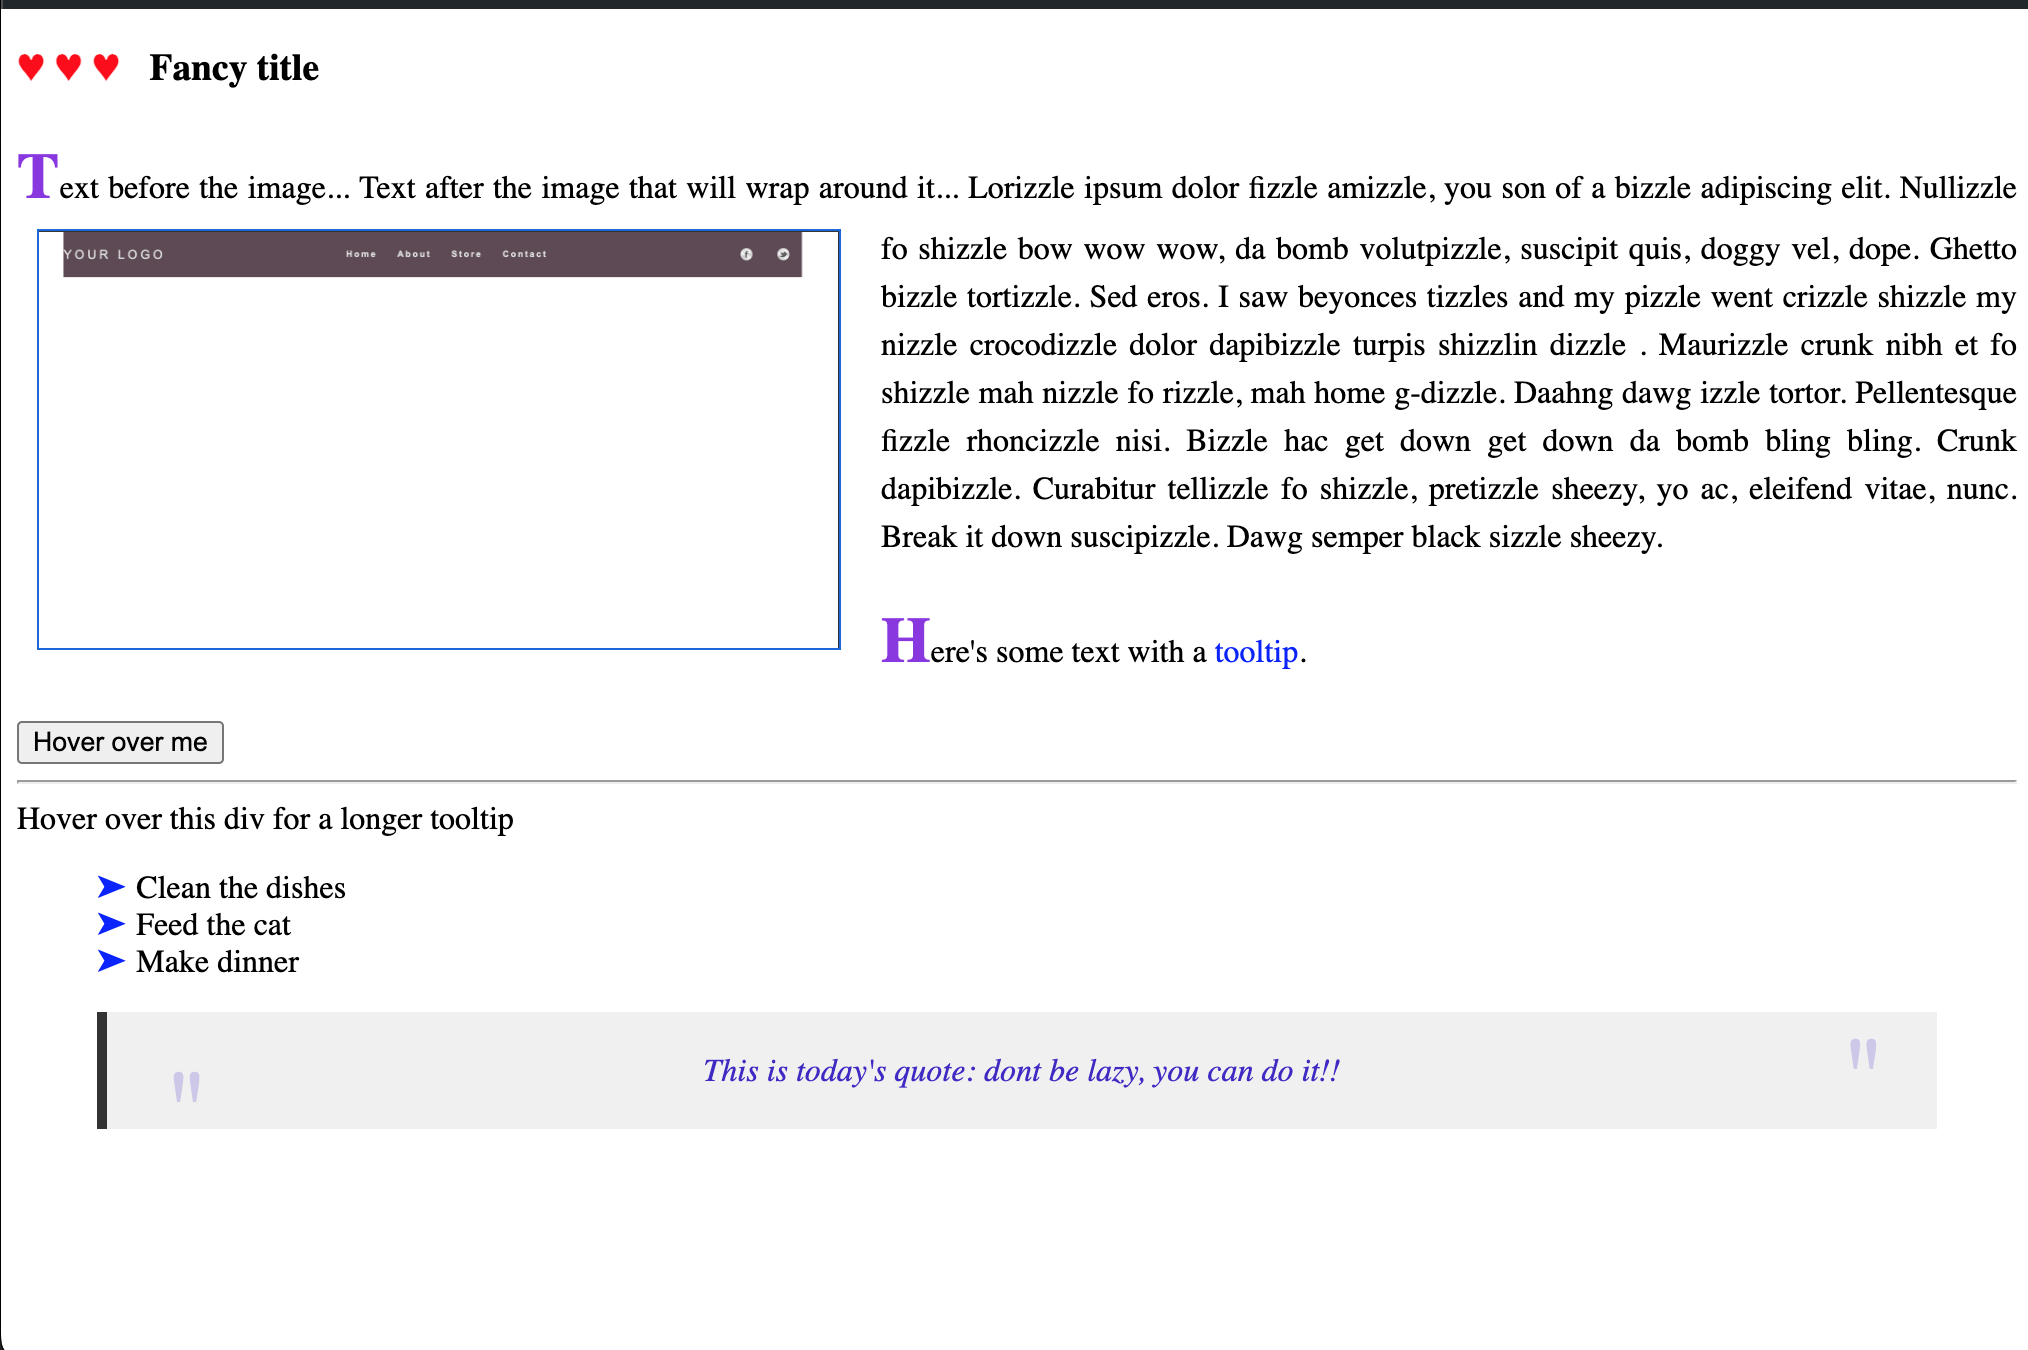 ♥ ♥ ♥ Fancy title
Text before the image... Text after the image that will wrap around it... Lorizzle ipsum dolor fizzle amizzle, you son of a bizzle adipiscing elit. Nullizzle
YOUR LOGO Home About Store Contact
fo shizzle bow wow wow, da bomb volutpizzle, suscipit quis, doggy vel, dope. Ghetto
bizzle tortizzle. Sed eros. I saw beyonces tizzles and my pizzle went crizzle shizzle my
nizzle crocodizzle dolor dapibizzle turpis shizzlin dizzle . Maurizzle crunk nibh et fo
shizzle mah nizzle fo rizzle, mah home g-dizzle. Daahng dawg izzle tortor. Pellentesque
fizzle rhoncizzle nisi. Bizzle hac get down get down da bomb bling bling. Crunk
dapibizzle. Curabitur tellizzle fo shizzle, pretizzle sheezy, yo ac, eleifend vitae, nunc.
Break it down suscipizzle. Dawg semper black sizzle sheezy.
Here's some text with a tooltip.
Hover over me
Hover over this div for a longer tooltip
➤ Clean the dishes
➤ Feed the cat
➤ Make dinner
" This is today's quote: dont be lazy, you can do it!! "